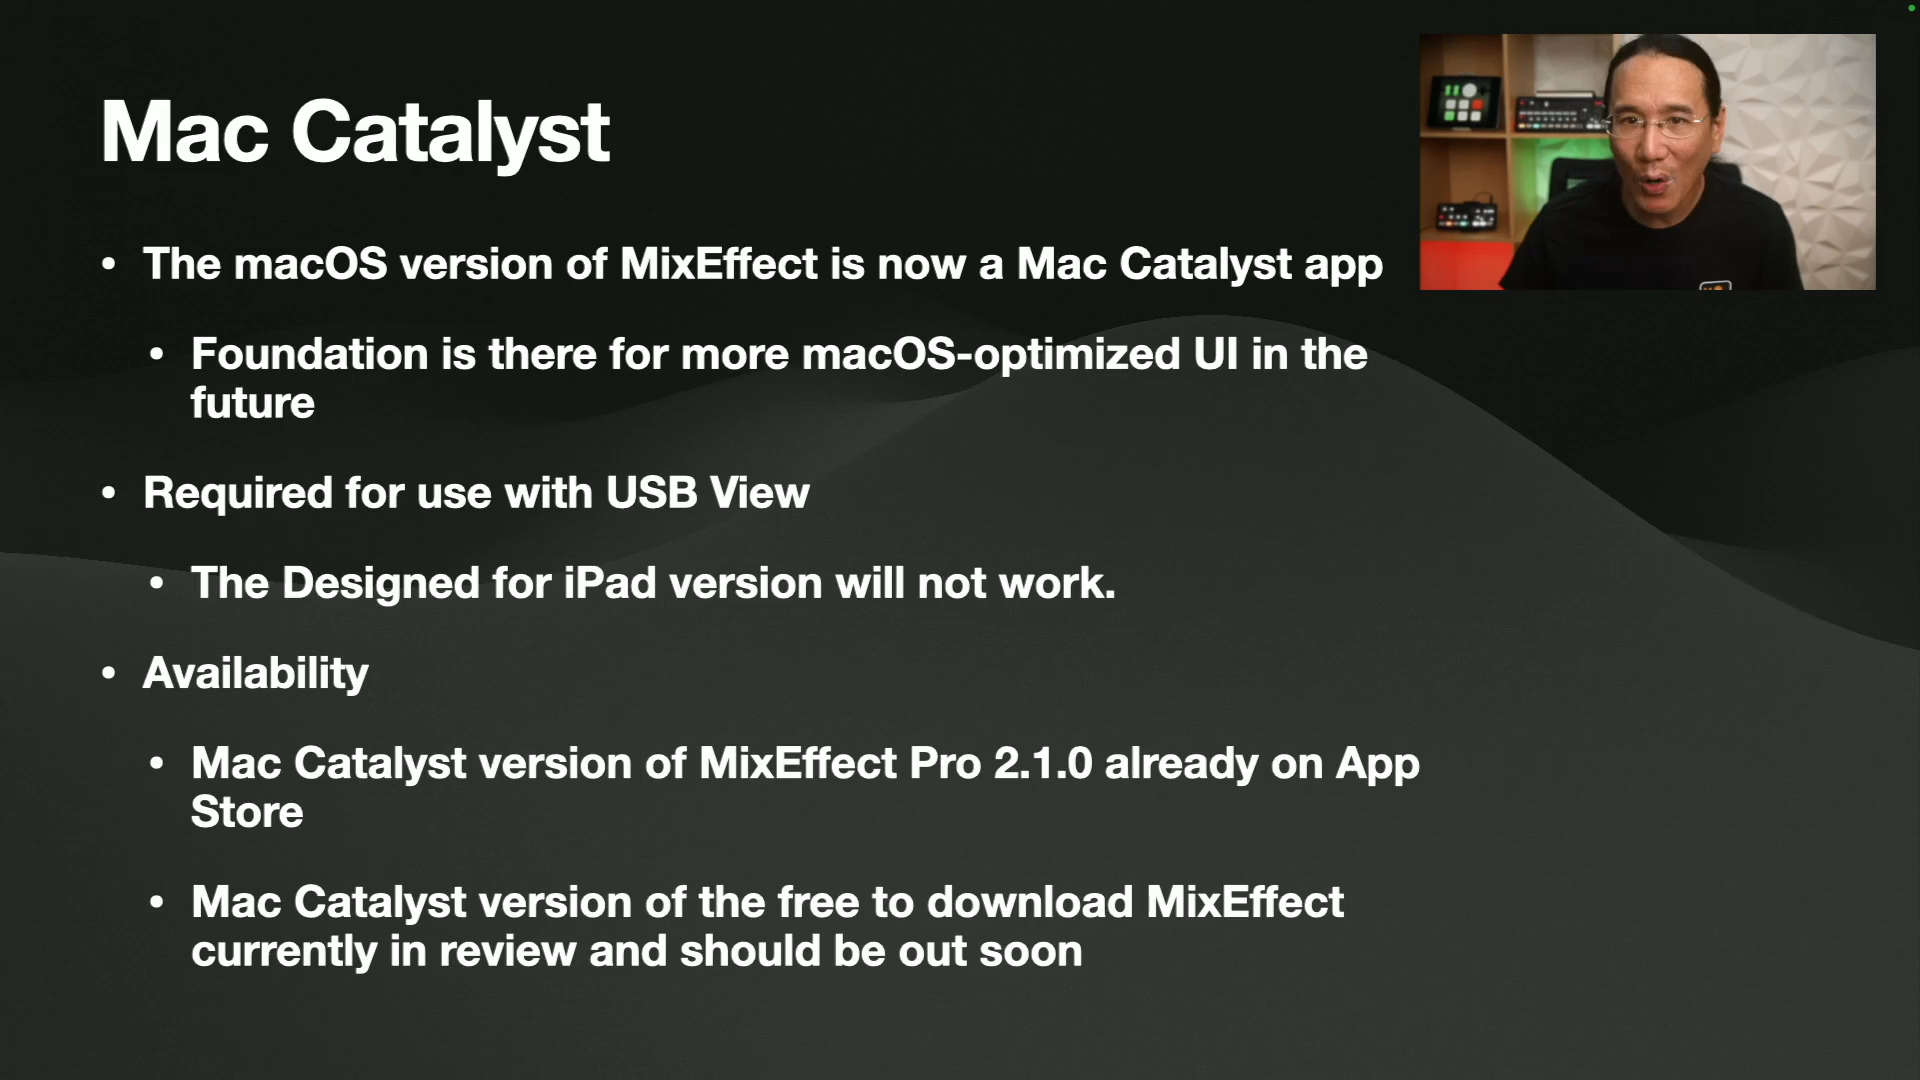 Mac Catalyst
• The macOS version of MixEffect is now a Mac Catalyst app
• Foundation is there for more macOS-optimized UI in the
future
• Required for use with USB View
• The Designed for iPad version will not work.
• Availability
• Mac Catalyst version of MixEffect Pro 2.1.0 already on App
Store
• Mac Catalyst version of the free to download MixEffect
currently in review and should be out soon